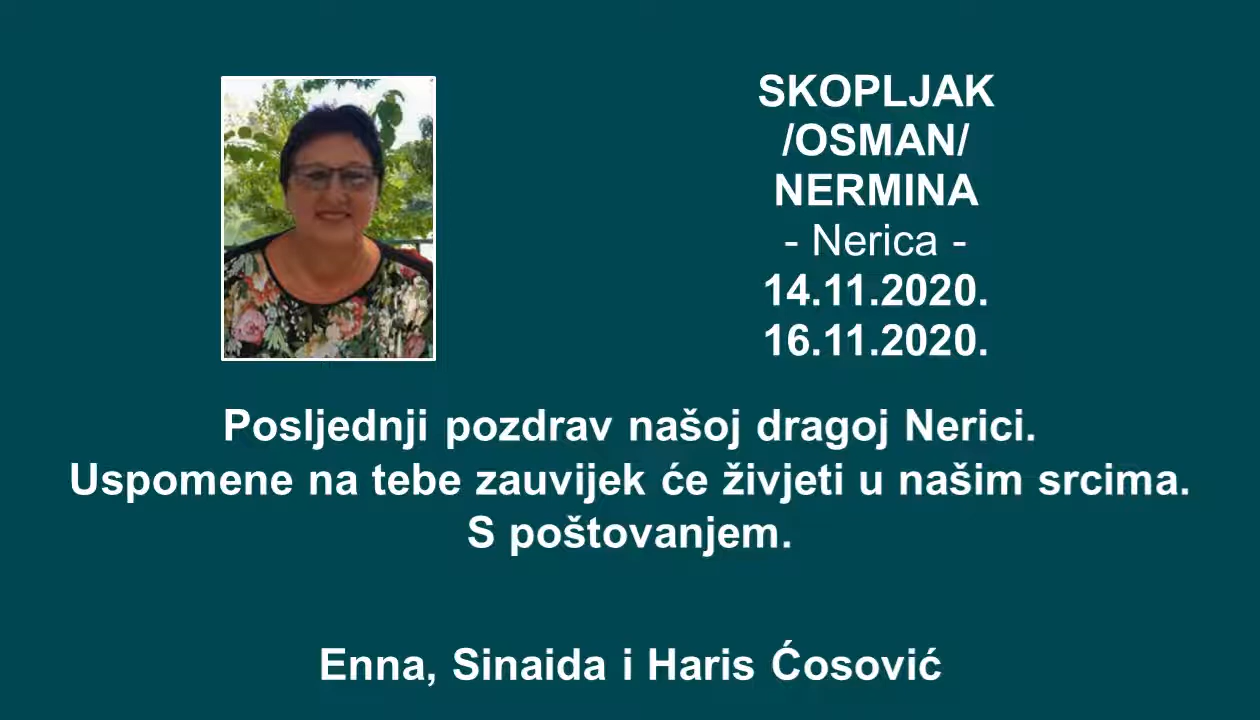 SKOPLJAK
/OSMAN/
NERMINA
- Nerica -
14.11.2020.
16.11.2020.
Posljednji pozdrav našoj dragoj Nerici.
Uspomene na tebe zauvijek će živjeti u našim srcima.
S poštovanjem.
Enna, Sinaida i Haris Ćosović